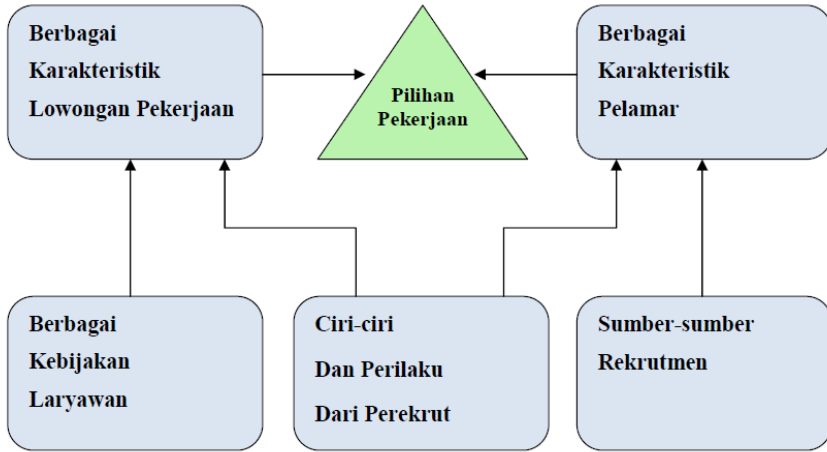 Berbagai
Karakteristik
Lowongan Pekerjaan
Pilihan
Pekerjaan
Berbagai
Karakteristik
Pelamar
Berbagai
Kebijakan
Laryawan
Ciri-ciri
Dan Perilaku
Dari Perekrut
Sumber-sumber
Rekrutmen